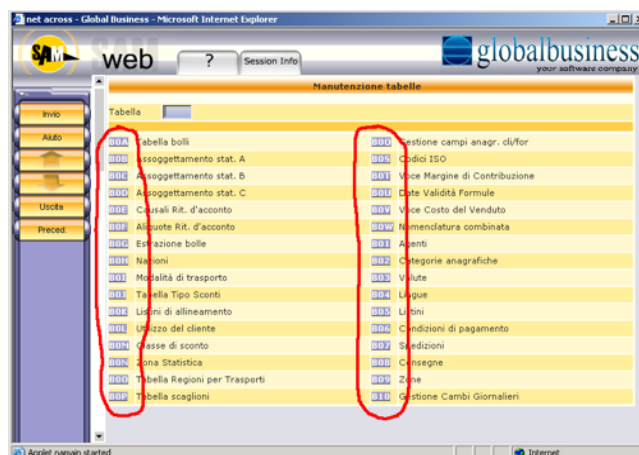 net across - Global Business - Microsoft Internet Explorer
SAM web ? Session Info globalbusiness
your software company
Manutenzione tabelle
Tabella
Invio
Aiuto
Uscita
Preced.
B0A Tabella bolli
B0B Assoggettamento stat. A
B0C Assoggettamento stat. B
B0D Assoggettamento stat. C
B0E Causali Rit. d'acconto
B0F Aliquote Rit. d'acconto
B0G Estrazione bolle
B0H Nazioni
B0I Modalità di trasporto
B0J Tabella Tipo Sconti
B0K Listini di allineamento
B0L Utilizzo del cliente
B0M Classe di sconto
B0N Zona Statistica
B0O Tabella Regioni per Trasporti
B0P Tabella scaglioni
B0Q Gestione campi anagr. cli/for
B0S Codici ISO
B0T Voce Margine di Contribuzione
B0U Date Validità Formule
B0V Voce Costo del Venduto
B0W Nomenclatura combinata
B01 Agenti
B02 Categorie anagrafiche
B03 Valute
B04 Lingue
B05 Listini
B06 Condizioni di pagamento
B07 Spedizioni
B08 Consegne
B09 Zone
B10 Gestione Cambi Giornalieri
Applet namain started Internet